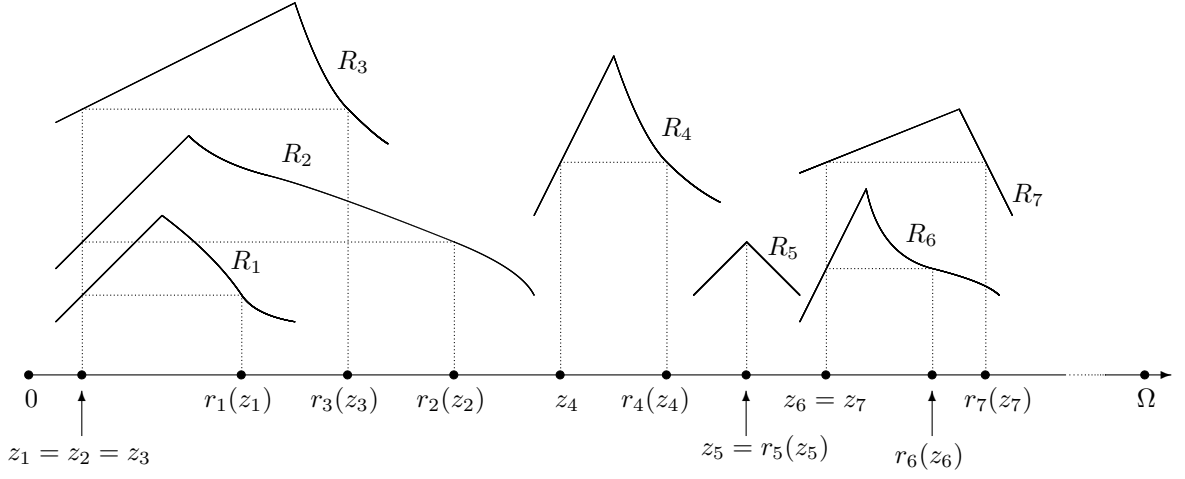 R₃
R₄
R₂
R₇
R₆
R₅
R₁
0
r₁(z₁)
r₃(z₃)
r₂(z₂)
z₄
r₄(z₄)
z₆ = z₇
r₇(z₇)
Ω
z₁ = z₂ = z₃
z₅ = r₅(z₅)
r₆(z₆)